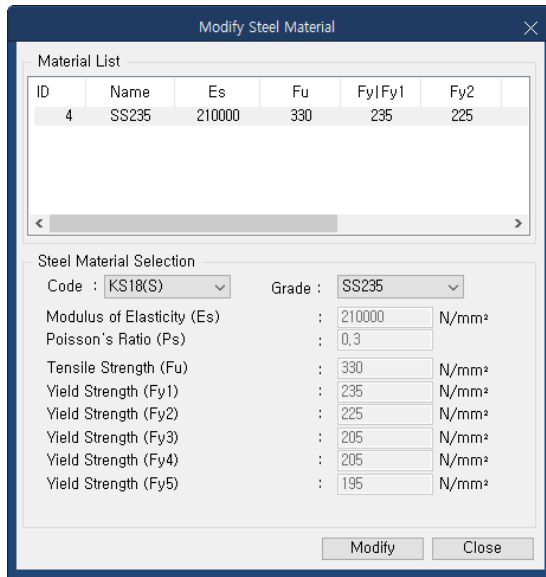 Modify Steel Material
Material List
ID Name Es Fu Fy|Fy1 Fy2
4 SS235 210000 330 235 225
Steel Material Selection
Code : KS18(S) Grade : SS235
Modulus of Elasticity (Es) : 210000 N/mm²
Poisson's Ratio (Ps) : 0,3
Tensile Strength (Fu) : 330 N/mm²
Yield Strength (Fy1) : 235 N/mm²
Yield Strength (Fy2) : 225 N/mm²
Yield Strength (Fy3) : 205 N/mm²
Yield Strength (Fy4) : 205 N/mm²
Yield Strength (Fy5) : 195 N/mm²
Modify Close